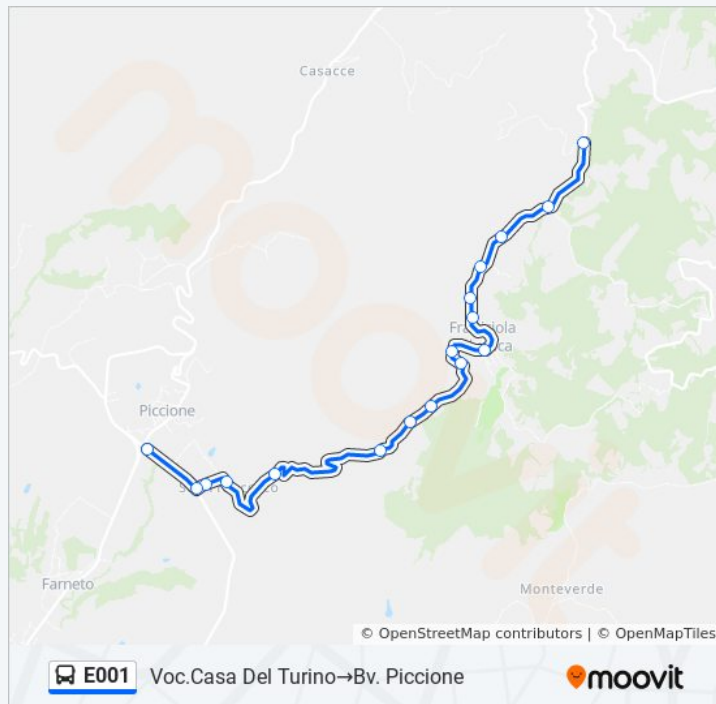 Casacce
Piccione
Farneto
Monteverde
© OpenStreetMap contributors | © OpenMapTiles
E001 Voc.Casa Del Turino→Bv. Piccione
moovit